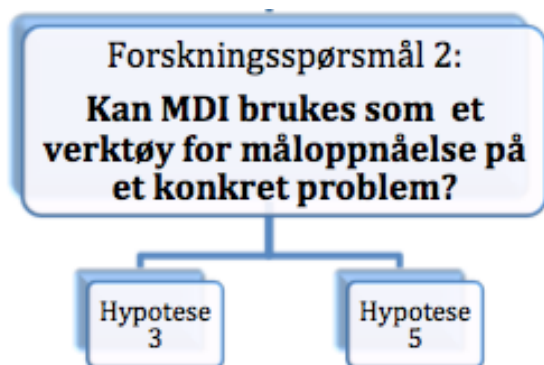 Forskningsspørsmål 2:
Kan MDI brukes som et
verktøy for måloppnåelse på
et konkret problem?
Hypotese
3
Hypotese
5